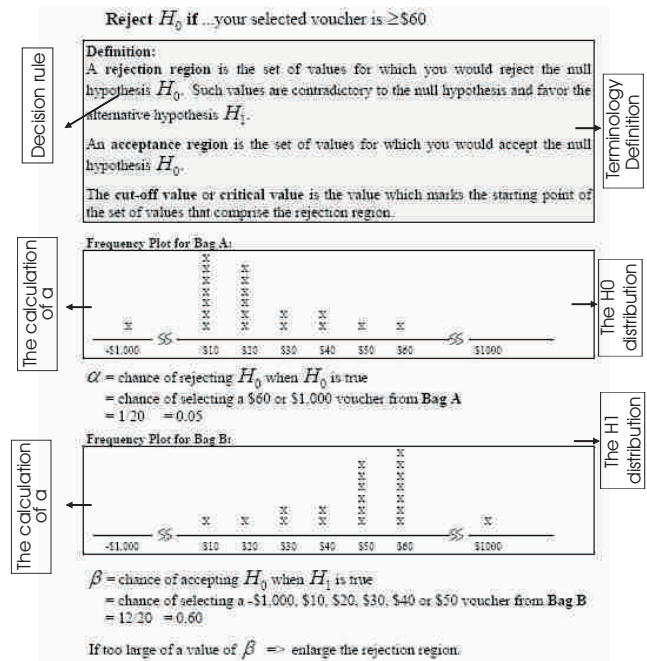 Reject H₀ if ...your selected voucher is ≥$60
Decision rule
Definition:
A rejection region is the set of values for which you would reject the null
hypothesis H₀. Such values are contradictory to the null hypothesis and favor the
alternative hypothesis H₁.
An acceptance region is the set of values for which you would accept the null
hypothesis H₀.
The cut-off value or critical value is the value which marks the starting point of
the set of values that comprise the rejection region.
Terminology
Definition
The calculation
of a
Frequency Plot for Bag A:
x
x
x x
x x
x x
x x
x x
x x
x x x x
x x x x
x x x x x x x
-$1,000 $10 $20 $30 $40 $50 $60 $1000
The H0
distribution
α = chance of rejecting H₀ when H₀ is true
= chance of selecting a $60 or $1,000 voucher from Bag A
= 1/20 = 0.05
The calculation
of a
Frequency Plot for Bag B:
x
x x
x x
x x
x x
x x x x
x x x x x x x
-$1,000 $10 $20 $30 $40 $50 $60 $1000
The H1
distribution
β = chance of accepting H₀ when H₁ is true
= chance of selecting a -$1,000, $10, $20, $30, $40 or $50 voucher from Bag B
= 12/20 = 0.60
If too large of a value of β => enlarge the rejection region.